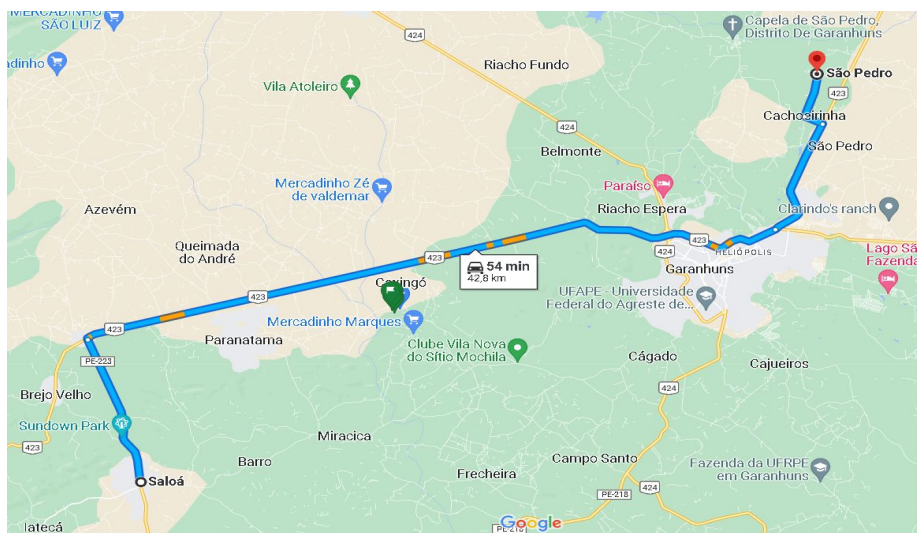 MERCADINHO
SÃO LUIZ
adinho
424
Vila Atoleiro
Riacho Fundo
Capela de São Pedro,
Distrito De Garanhuns
São Pedro
423
Cachoeirinha
São Pedro
424
Belmonte
Mercadinho Zé
de valdemar
Paraíso
Riacho Espera
Clarindo's ranch
Azevém
Queimada
do André
423
54 min
42,8 km
424
423
HELIÓPOLIS
Garanhuns
Lago Sã
Fazenda
423
UFAPE - Universidade
Federal do Agreste de...
Mercadinho Marques
423
Paranatama
Clube Vila Nova
do Sítio Mochila
Cágado
Cajueiros
PE-223
424
Brejo Velho
Sundown Park
423
Miracica
Barro
Saloá
Frecheira
Campo Santo
Fazenda da UFRPE
em Garanhuns
424
PE-218
Iatecá
Google